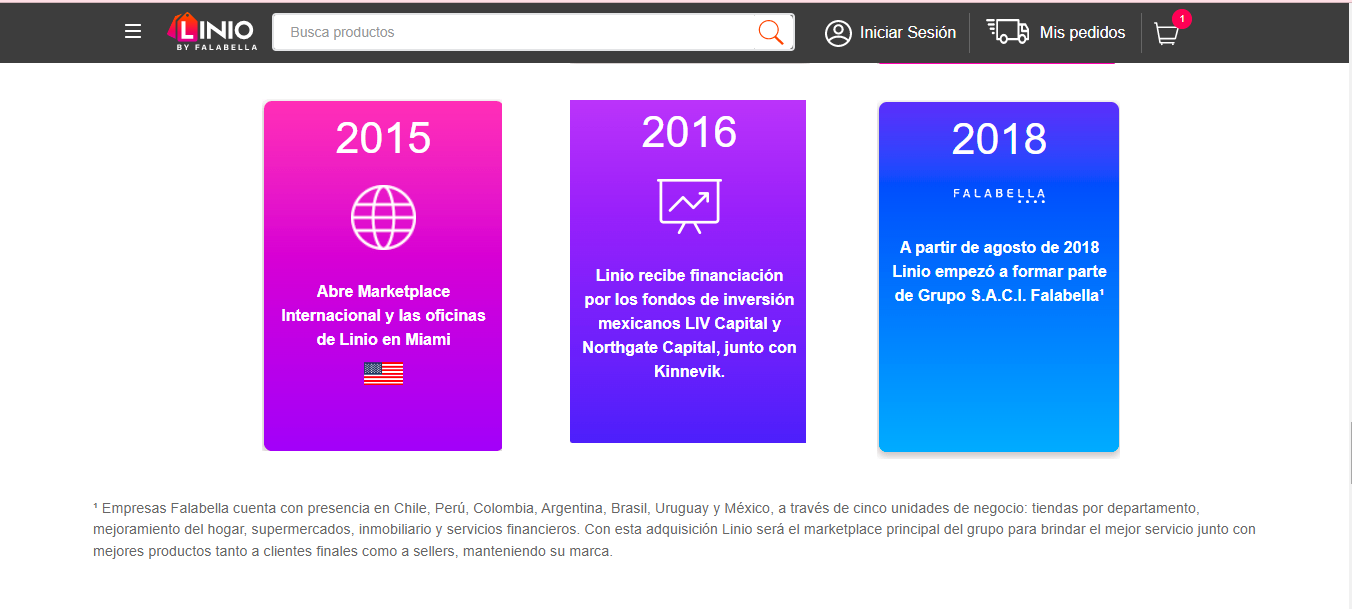 LINIO
BY FALABELLA
Busca productos
Iniciar Sesión
Mis pedidos
1
2015
Abre Marketplace
Internacional y las oficinas
de Linio en Miami
2016
Linio recibe financiación
por los fondos de inversión
mexicanos LIV Capital y
Northgate Capital, junto con
Kinnevik.
2018
FALABELLA
A partir de agosto de 2018
Linio empezó a formar parte
de Grupo S.A.C.I. Falabella¹
¹ Empresas Falabella cuenta con presencia en Chile, Perú, Colombia, Argentina, Brasil, Uruguay y México, a través de cinco unidades de negocio: tiendas por departamento,
mejoramiento del hogar, supermercados, inmobiliario y servicios financieros. Con esta adquisición Linio será el marketplace principal del grupo para brindar el mejor servicio junto con
mejores productos tanto a clientes finales como a sellers, manteniendo su marca.